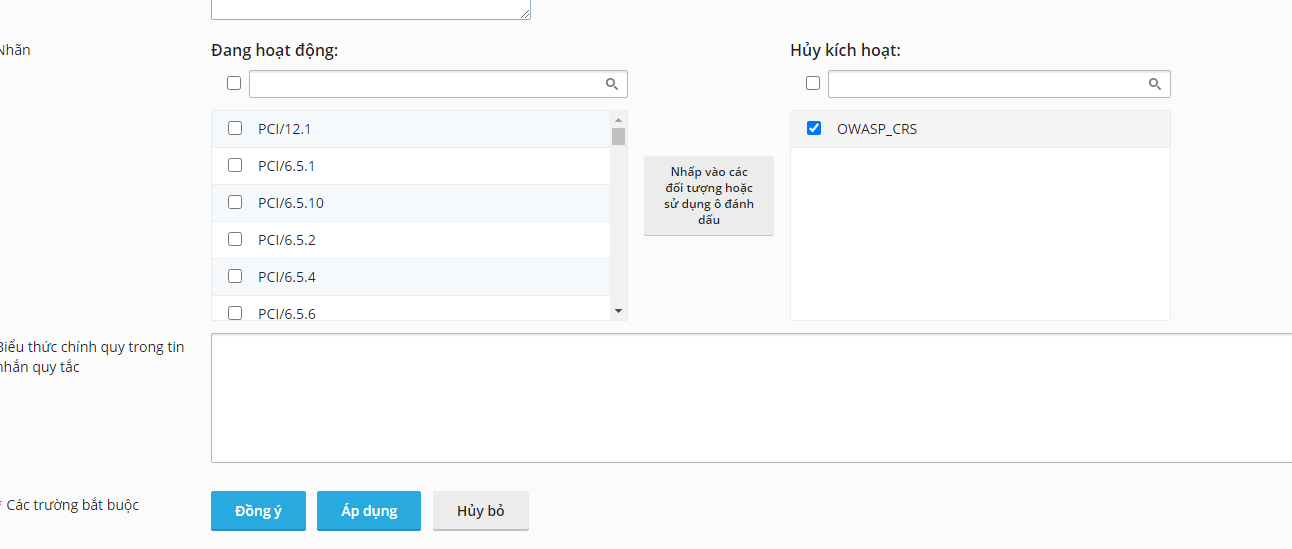 Nhãn
Đang hoạt động:
Hủy kích hoạt:
PCI/12.1
PCI/6.5.1
PCI/6.5.10
PCI/6.5.2
PCI/6.5.4
PCI/6.5.6
Nhấp vào các
đối tượng hoặc
sử dụng ô đánh
dấu
OWASP_CRS
Biểu thức chính quy trong tin
nhắn quy tắc
* Các trường bắt buộc
Đồng ý
Áp dụng
Hủy bỏ